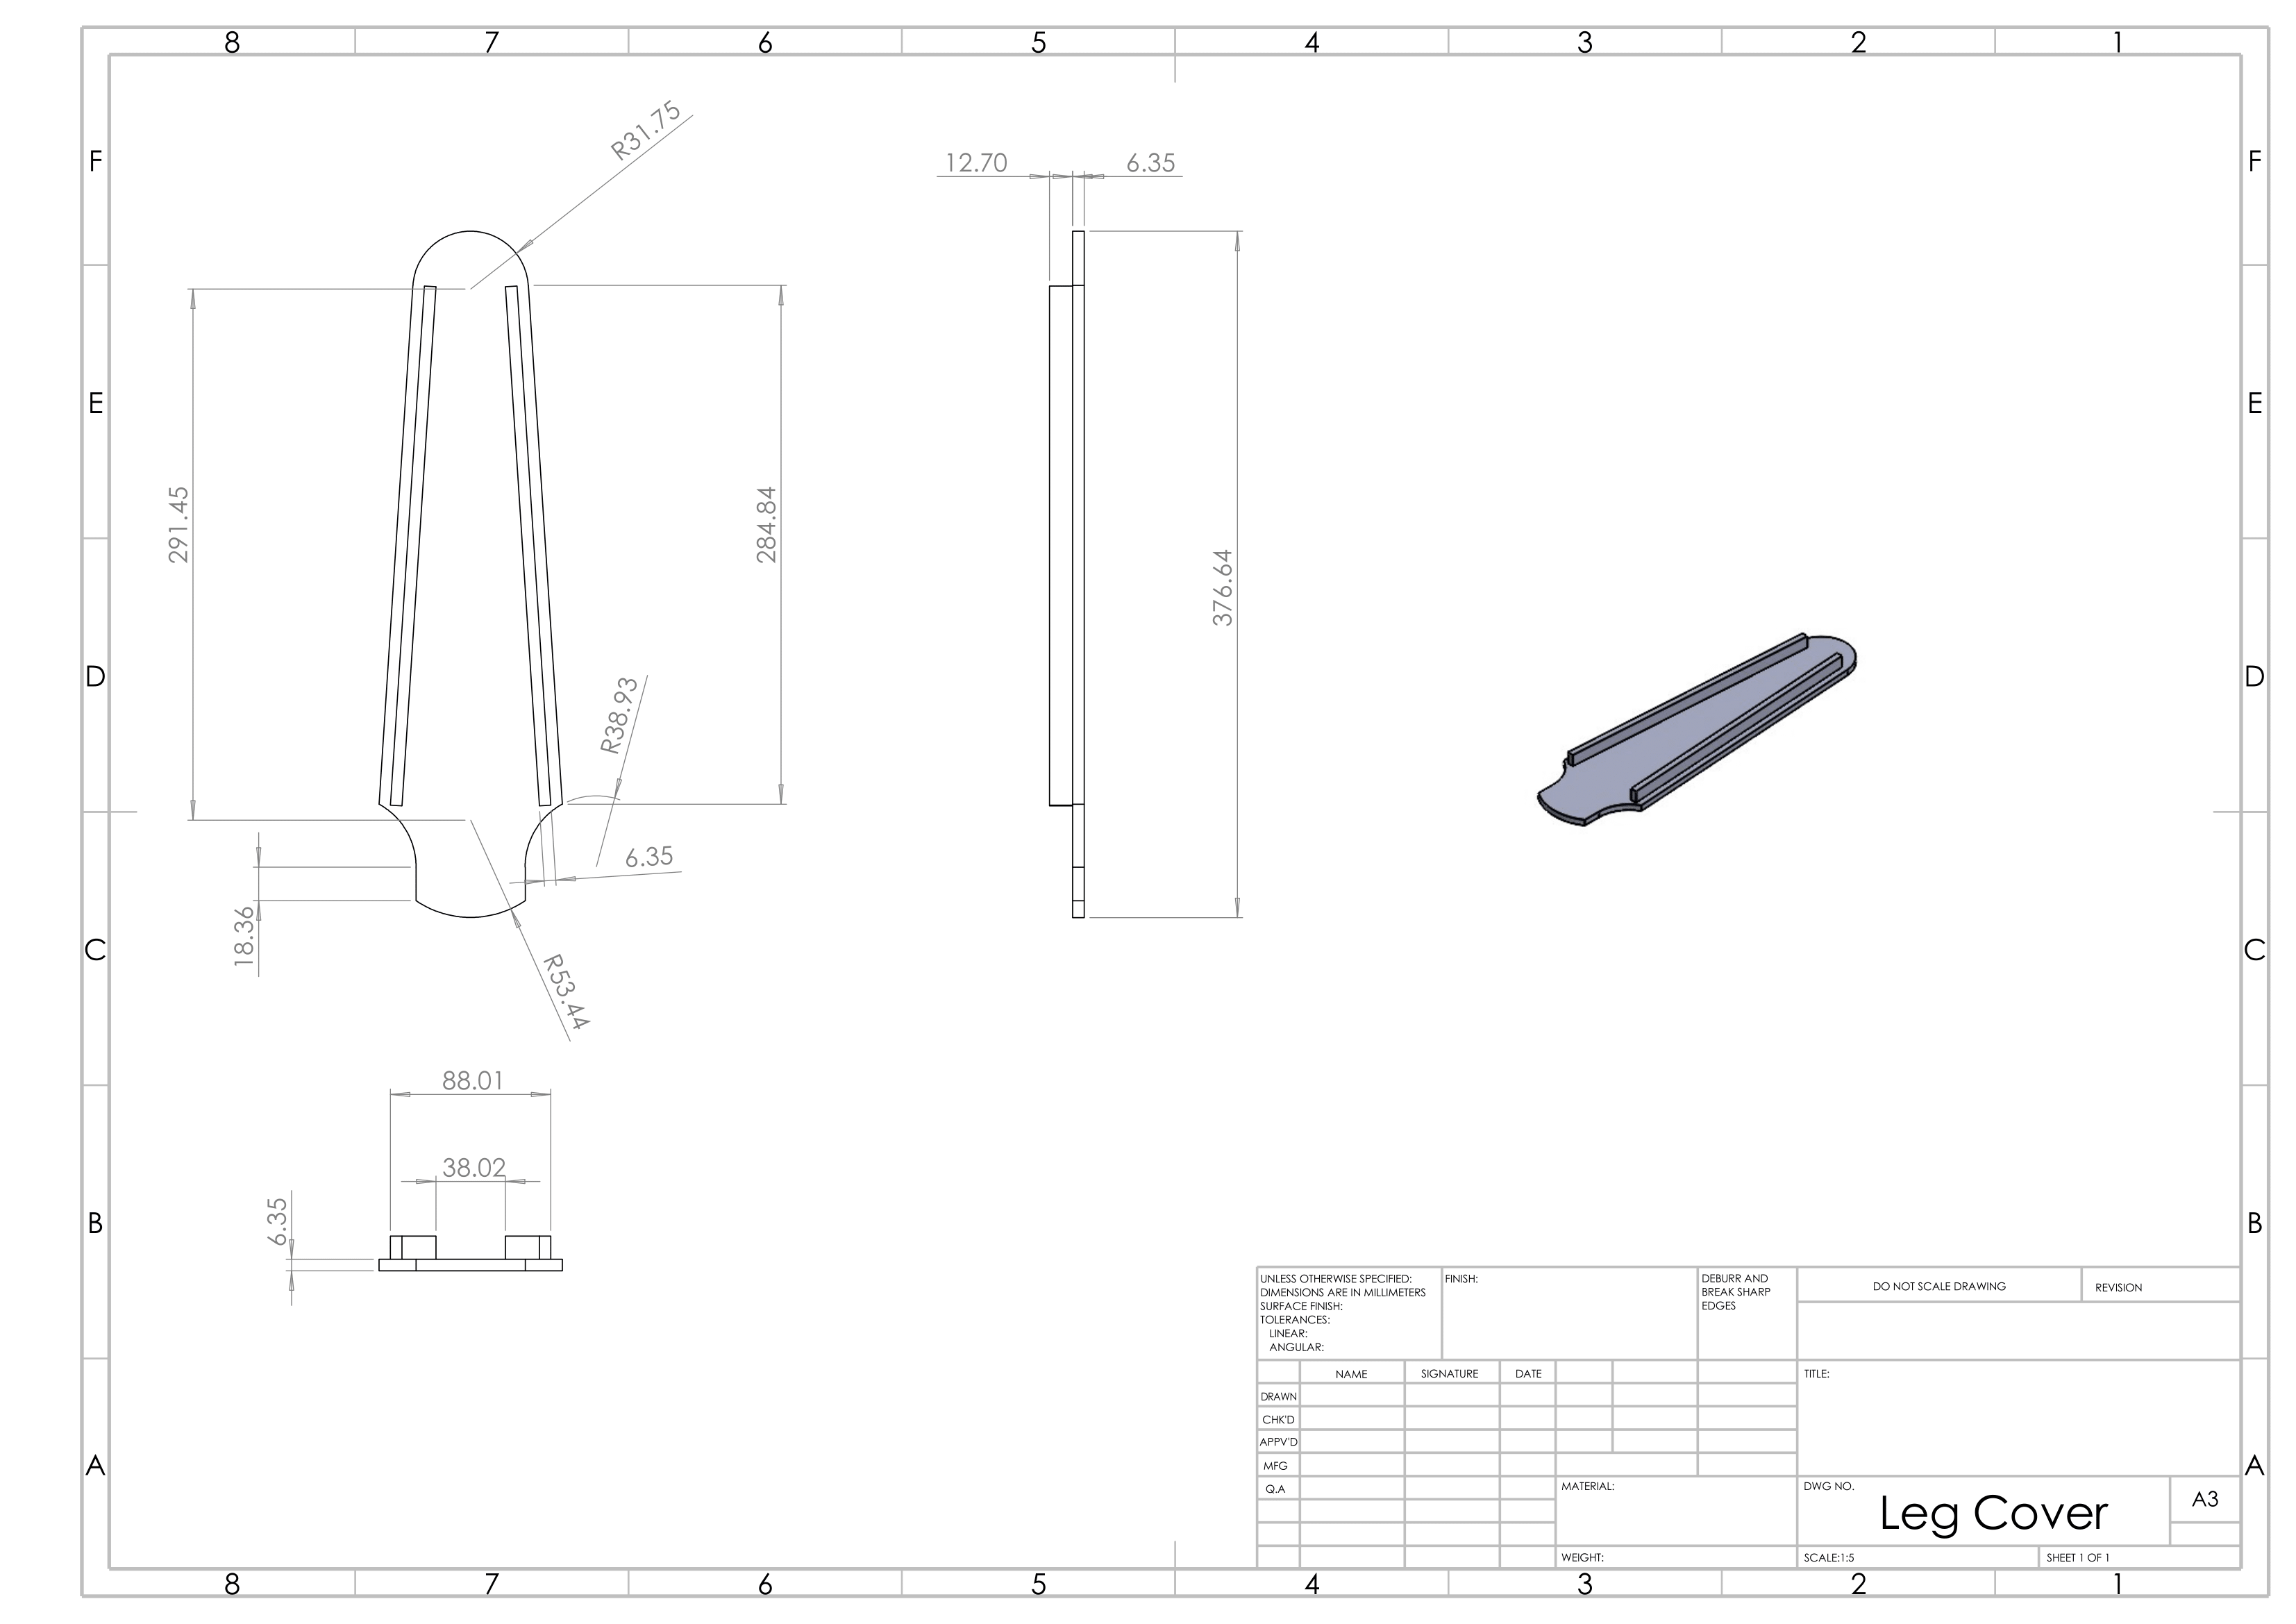 8 7 6 5 4 3 2 1
F F
E E
D D
C C
B B
A A
R31.75
12.70
6.35
291.45
284.84
376.64
R38.93
6.35
18.36
R53.44
88.01
38.02
6.35
UNLESS OTHERWISE SPECIFIED:
DIMENSIONS ARE IN MILLIMETERS
SURFACE FINISH:
TOLERANCES:
LINEAR:
ANGULAR:
FINISH:
DEBURR AND
BREAK SHARP
EDGES
DO NOT SCALE DRAWING
REVISION
NAME SIGNATURE DATE
DRAWN
CHK'D
APPV'D
MFG
Q.A
TITLE:
MATERIAL:
DWG NO.
Leg Cover
A3
WEIGHT:
SCALE:1:5
SHEET 1 OF 1
8 7 6 5 4 3 2 1